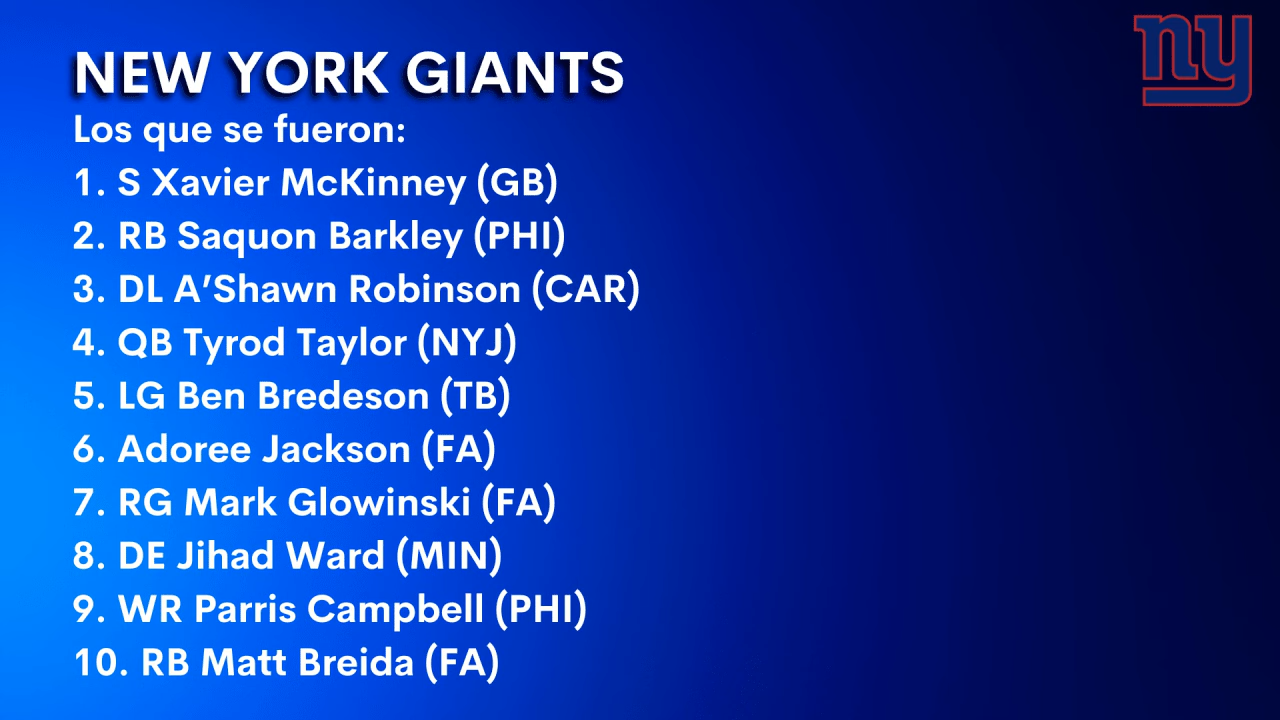 NEW YORK GIANTS
Los que se fueron:
1. S Xavier McKinney (GB)
2. RB Saquon Barkley (PHI)
3. DL A’Shawn Robinson (CAR)
4. QB Tyrod Taylor (NYJ)
5. LG Ben Bredeson (TB)
6. Adoree Jackson (FA)
7. RG Mark Glowinski (FA)
8. DE Jihad Ward (MIN)
9. WR Parris Campbell (PHI)
10. RB Matt Breida (FA)
ny